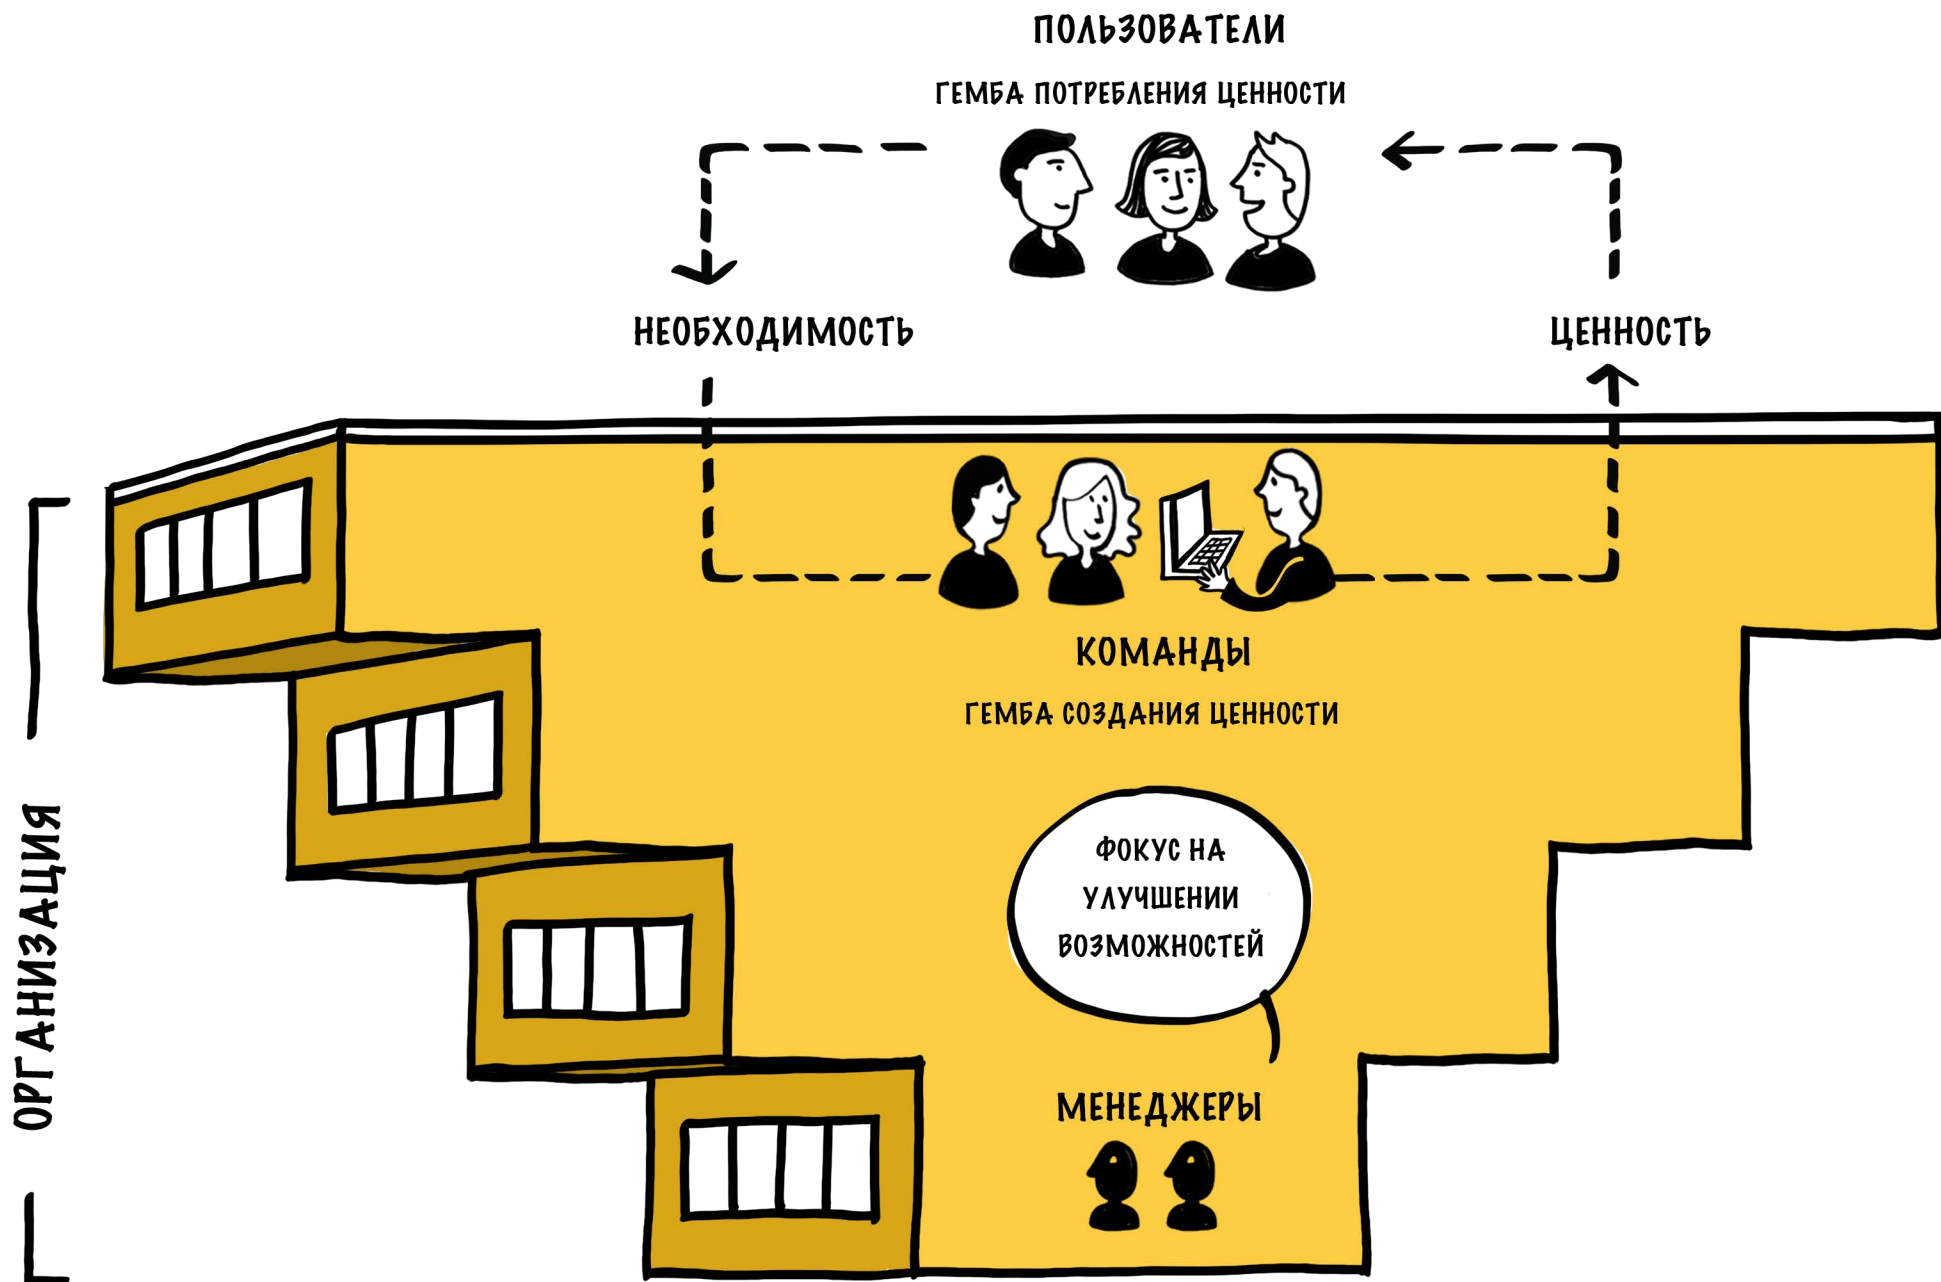 ПОЛЬЗОВАТЕЛИ
ГЕМБА ПОТРЕБЛЕНИЯ ЦЕННОСТИ
НЕОБХОДИМОСТЬ
ЦЕННОСТЬ
КОМАНДЫ
ГЕМБА СОЗДАНИЯ ЦЕННОСТИ
ФОКУС НА
УЛУЧШЕНИИ
ВОЗМОЖНОСТЕЙ
МЕНЕДЖЕРЫ
ОРГАНИЗАЦИЯ